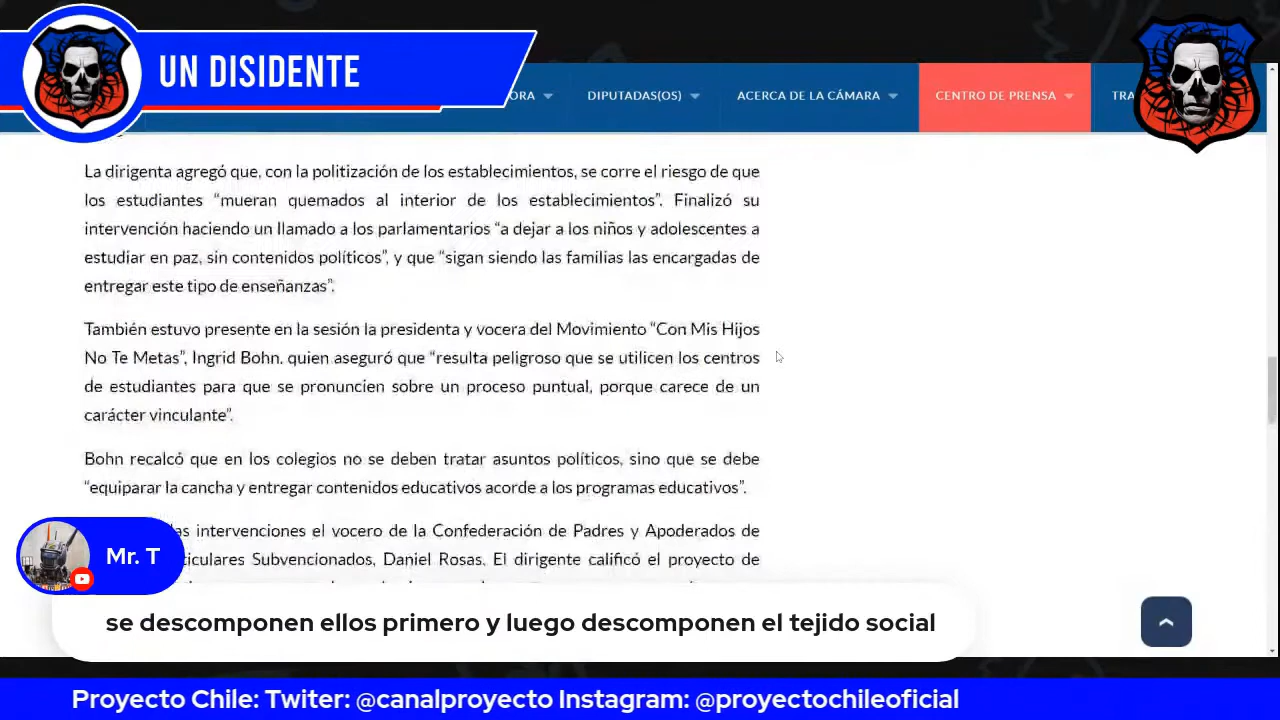 UN DISIDENTE
ORA
DIPUTADAS(OS)
ACERCA DE LA CÁMARA
CENTRO DE PRENSA
TRA
La dirigenta agregó que, con la politización de los establecimientos, se corre el riesgo de que
los estudiantes “mueran quemados al interior de los establecimientos”. Finalizó su
intervención haciendo un llamado a los parlamentarios “a dejar a los niños y adolescentes a
estudiar en paz, sin contenidos políticos”, y que “sigan siendo las familias las encargadas de
entregar este tipo de enseñanzas”.
También estuvo presente en la sesión la presidenta y vocera del Movimiento “Con Mis Hijos
No Te Metas”, Ingrid Bohn. quien aseguró que “resulta peligroso que se utilicen los centros
de estudiantes para que se pronuncien sobre un proceso puntual, porque carece de un
carácter vinculante”.
Bohn recalcó que en los colegios no se deben tratar asuntos políticos, sino que se debe
“equiparar la cancha y entregar contenidos educativos acorde a los programas educativos”.
las intervenciones el vocero de la Confederación de Padres y Apoderados de
ticulares Subvencionados, Daniel Rosas. El dirigente calificó el proyecto de
Mr. T
se descomponen ellos primero y luego descomponen el tejido social
Proyecto Chile: Twiter: @canalproyecto Instagram: @proyectochileoficial